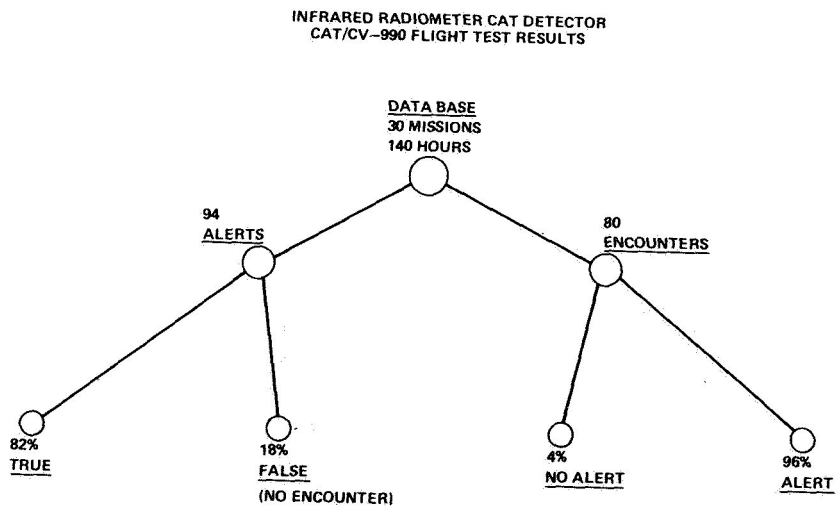 INFRARED RADIOMETER CAT DETECTOR
CAT/CV-990 FLIGHT TEST RESULTS
DATA BASE
30 MISSIONS
140 HOURS
94
ALERTS
80
ENCOUNTERS
82%
TRUE
18%
FALSE
(NO ENCOUNTER)
4%
NO ALERT
96%
ALERT